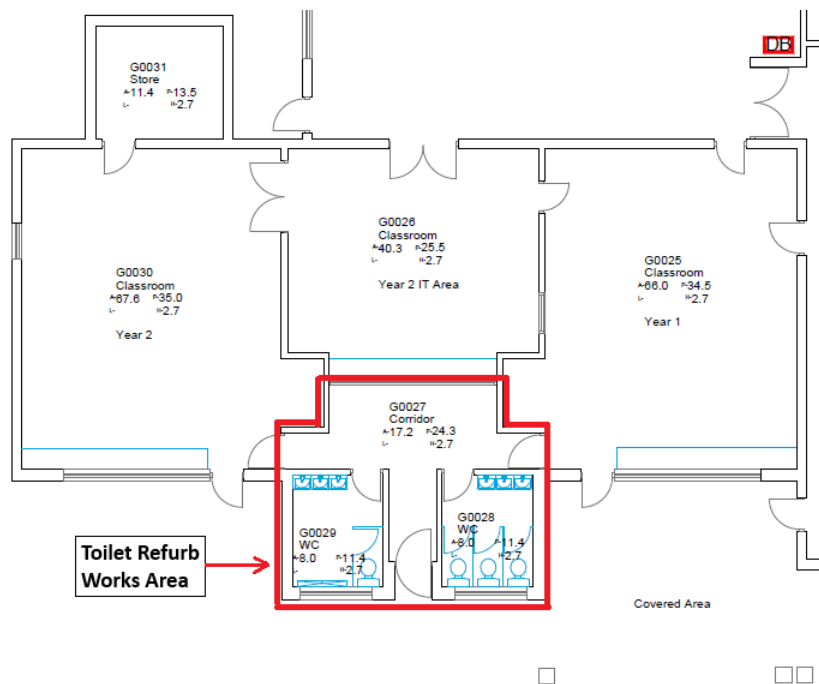 DB
G0031
Store
A-11.4 P-13.5
L- H-2.7
G0026
Classroom
A-40.3 P-25.5
L- H-2.7
Year 2 IT Area
G0030
Classroom
A-67.6 P-35.0
L- H-2.7
Year 2
G0025
Classroom
A-66.0 P-34.5
L- H-2.7
Year 1
G0027
Corridor
A-17.2 P-24.3
L- H-2.7
G0029
WC
A-8.0 P-11.4
L- H-2.7
G0028
WC
A-8.0 P-11.4
L- H-2.7
Toilet Refurb
Works Area
Covered Area